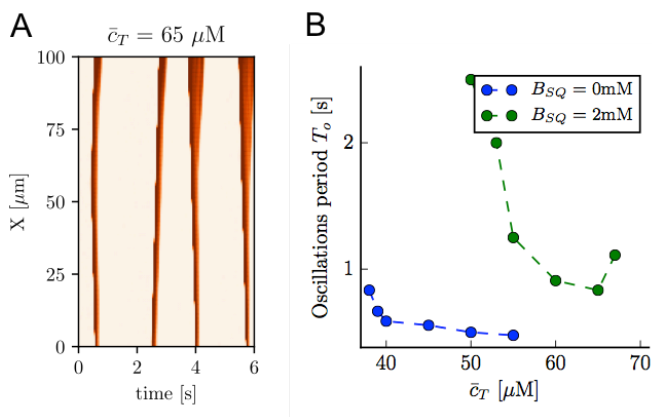 A
c̄_T = 65 μM
100
75
50
25
0
X [μm]
0 2 4 6
time [s]
B
B_SQ = 0mM
B_SQ = 2mM
2
1
Oscillations period T_o [s]
40 50 60 70
c̄_T [μM]